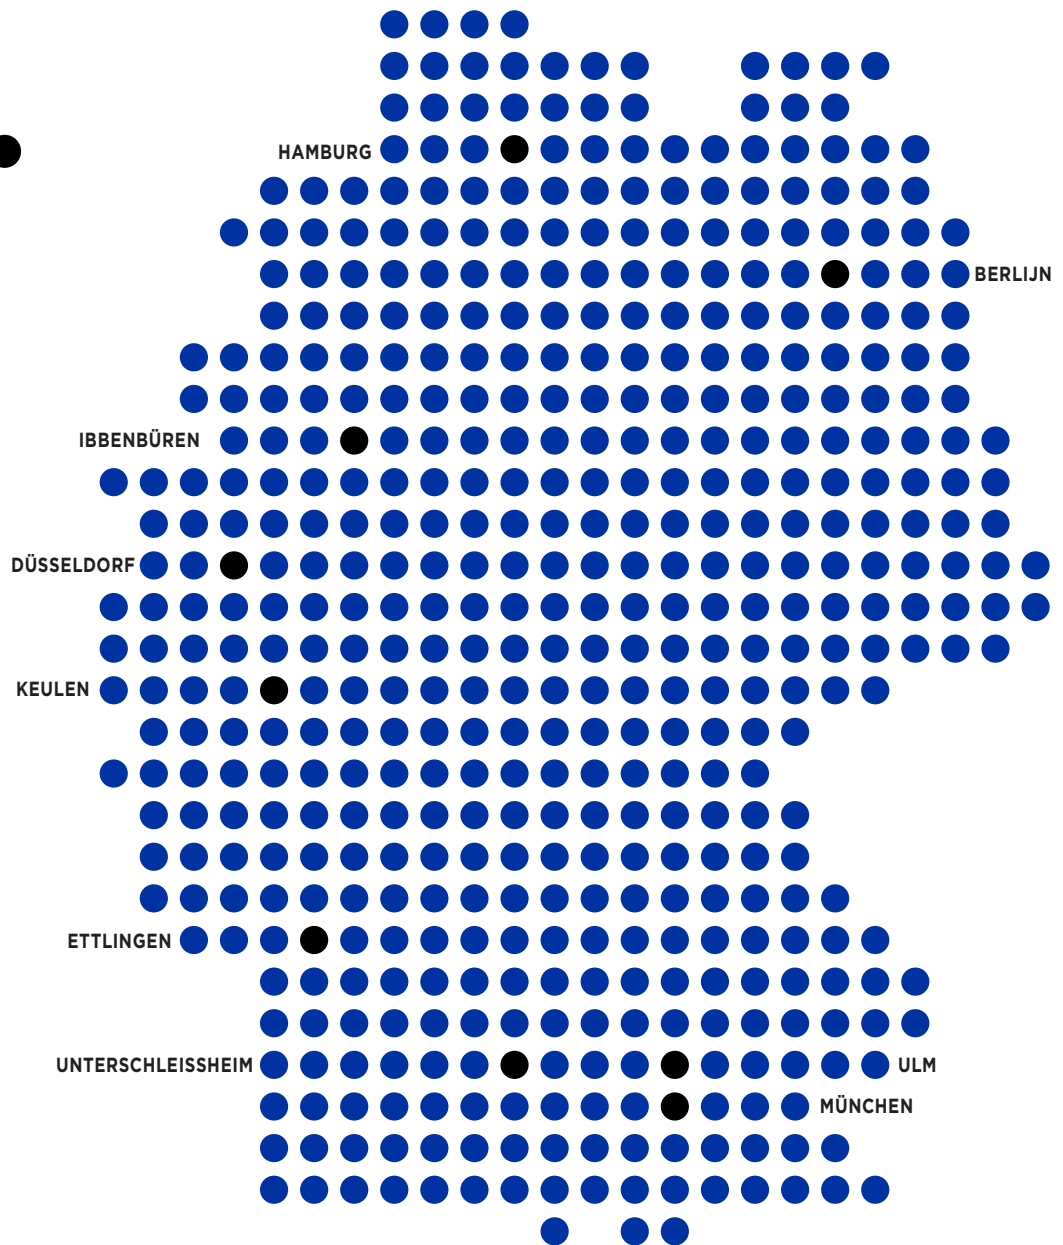 HAMBURG
BERLIJN
IBBENBÜREN
DÜSSELDORF
KEULEN
ETTLINGEN
UNTERSCHLEISSHEIM
ULM
MÜNCHEN